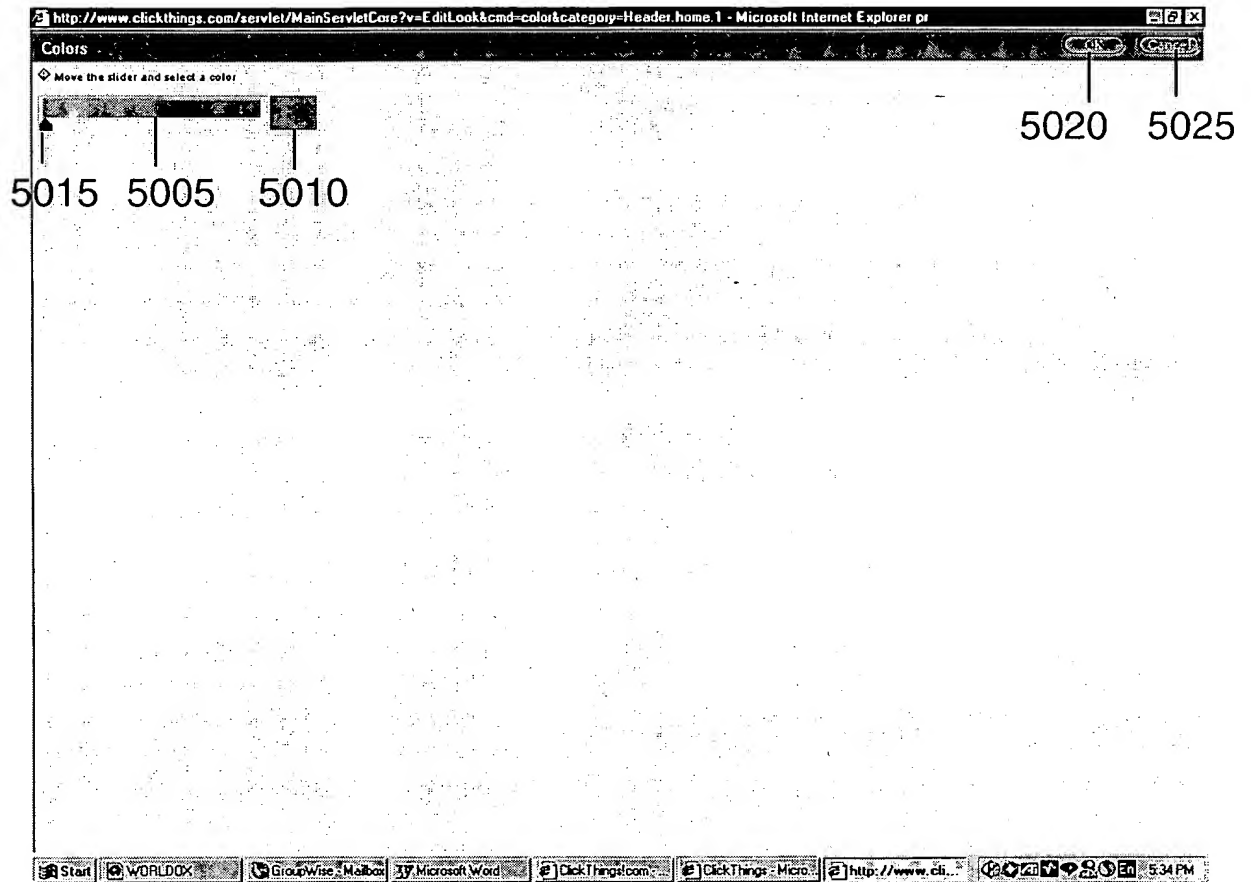 http://www.clickthings.com/servlet/MainServletCore?v=EditLook&cmd=color&category=Header.home.1 - Microsoft Internet Explorer pr
Colors OK Cancel
Move the slider and select a color
5020 5025
5015 5005 5010
Start WORLDOX GroupWise - Mailbox Microsoft Word ClickThings!com - ... ClickThings - Micro... http://www.cli... En 5:34 PM